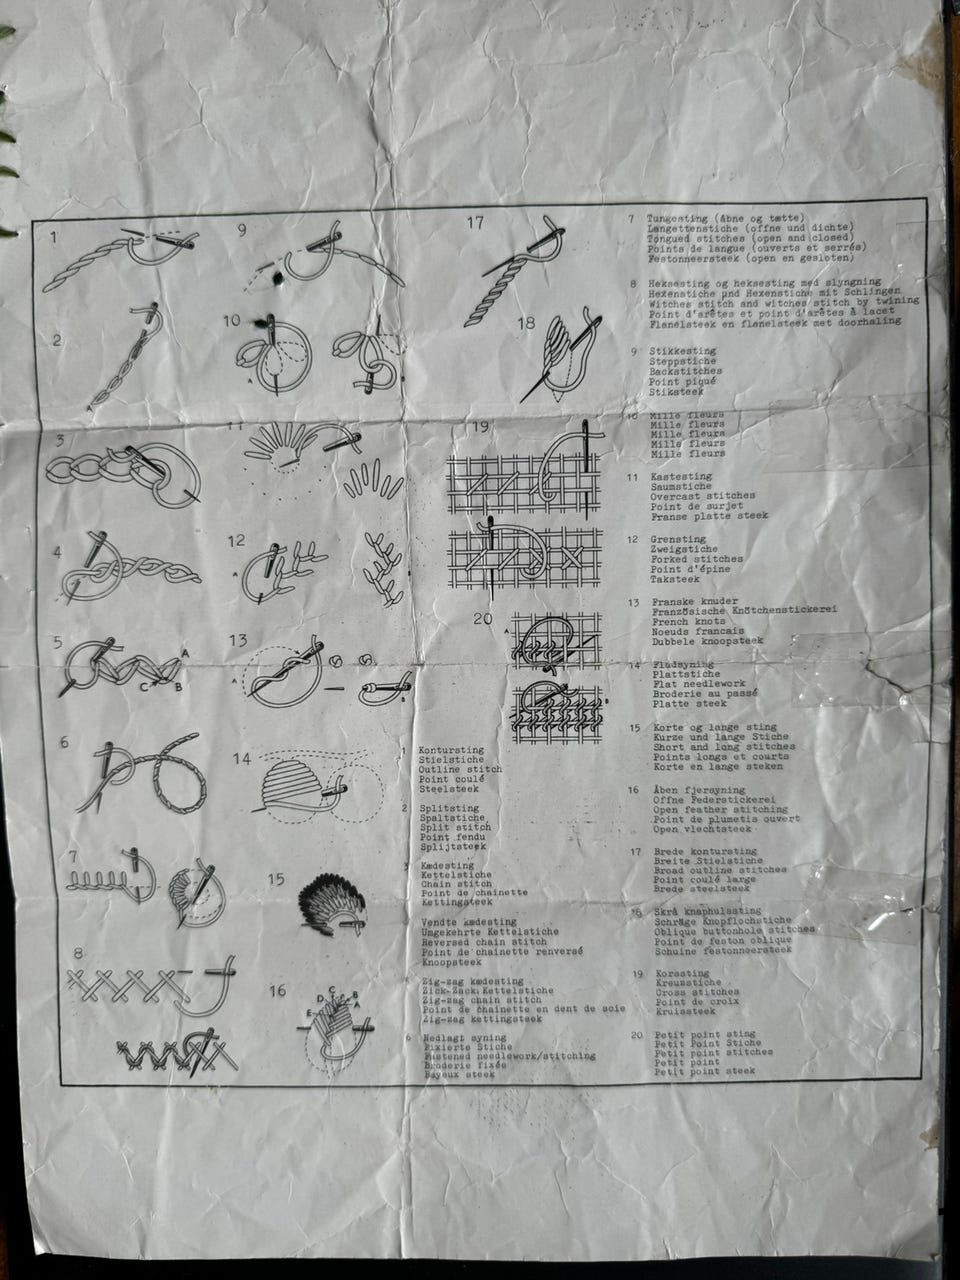 1
2
3
4
5
A
C
B
6
7
8
9
10
A
B
11
12
A
13
A
B
14
15
16
C
D
B
E
A
17
18
19
20
A
B
1 Kontursting
Stielstiche
Outline stitch
Point coulé
Steelsteek
2 Splitsting
Spaltstiche
Split stitch
Point fendu
Splijtsteek
3 Kædesting
Kettelstiche
Chain stitch
Point de chainette
Kettingsteek
Vendte kædesting
Umgekehrte Kettelstiche
Reversed chain stitch
Point de chainette renversé
Knoopsteek
Zig-zag kædesting
Zick-Zack Kettelstiche
Zig-zag chain stitch
Point de chainette en dent de scie
Zig-zag kettingsteek
6 Nedlagt syning
Fixierte Stiche
Fastened needlework/stitching
Broderie fixée
Bayeux steek
7 Tungesting (åbne og tætte)
Langettenstiche (offne und dichte)
Tongued stitches (open and closed)
Points de langue (ouverts et serrés)
Festonneersteek (open en gesloten)
8 Heksesting og heksesting med slyngning
Hexenstiche pnd Hexenstiche mit Schlingen
Witches stitch and witches stitch by twining
Point d'arêtes et point d'arêtes à lacet
Flanelsteek en flanelsteek met doorhaling
9 Stikkesting
Steppstiche
Backstitches
Point piqué
Stiksteek
10 Mille fleurs
Mille fleurs
Mille fleurs
Mille fleurs
Mille fleurs
11 Kastesting
Saumstiche
Overcast stitches
Point de surjet
Franse platte steek
12 Grensting
Zweigstiche
Forked stitches
Point d'épine
Taksteek
13 Franske knuder
Französische Knötchenstickerei
French knots
Noeuds francais
Dubbele knoopsteek
14 Fladsyning
Plattstiche
Flat needlework
Broderie au passé
Platte steek
15 Korte og lange sting
Kurze und lange Stiche
Short and long stitches
Points longs et courts
Korte en lange steken
16 Åben fjersyning
Offne Federstickerei
Open feather stitching
Point de plumetis ouvert
Open vlechtsteek
17 Brede kontursting
Breite Stielstiche
Broad outline stitches
Point coulé large
Brede steelsteek
18 Skrå knaphulssting
Schräge Knopflochstiche
Oblique buttonhole stitches
Point de feston oblique
Schuine festonnoersteek
19 Korssting
Kreuzstiche
Cross stitches
Point de croix
Kruissteek
20 Petit point sting
Petit Point Stiche
Petit point stitches
Petit point
Petit point steek